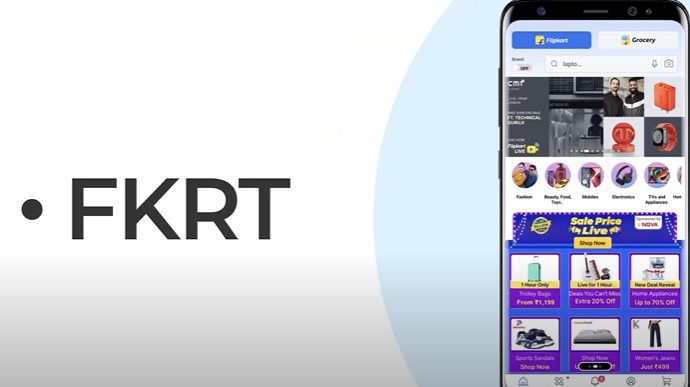 • FKRT
Flipkart
Grocery
Brand
OFF
lapto...
cmf
FT. TECHNICAL
GURUJI
Flipkart
LIVE
Fashion
Beauty, Food,
Toys..
Mobiles
Electronics
TVs and
Appliances
Hom
Sale Price
Live
Sponsored by
NOVA
Shop Now
1 Hour Only
Trolley Bags
From ₹1,199
Live for 1 Hour
Deals You Can't Miss
Extra 20% Off
New Deal Reveal
Home Appliances
Up to 70% Off
Sports Sandals
Shop Now
Shop Now
Women's Jeans
Just ₹499